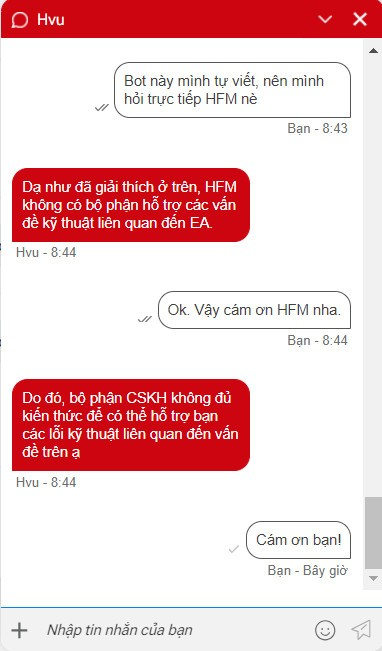 Hvu
Bot này mình tự viết, nên mình
hỏi trực tiếp HFM nè
Bạn - 8:43
Dạ như đã giải thích ở trên, HFM
không có bộ phận hỗ trợ các vấn
đề kỹ thuật liên quan đến EA.
Hvu - 8:44
Ok. Vậy cám ơn HFM nha.
Bạn - 8:44
Do đó, bộ phận CSKH không đủ
kiến thức để có thể hỗ trợ bạn
các lỗi kỹ thuật liên quan đến vấn
đề trên ạ
Hvu - 8:44
Cám ơn bạn!
Bạn - Bây giờ
Nhập tin nhắn của bạn